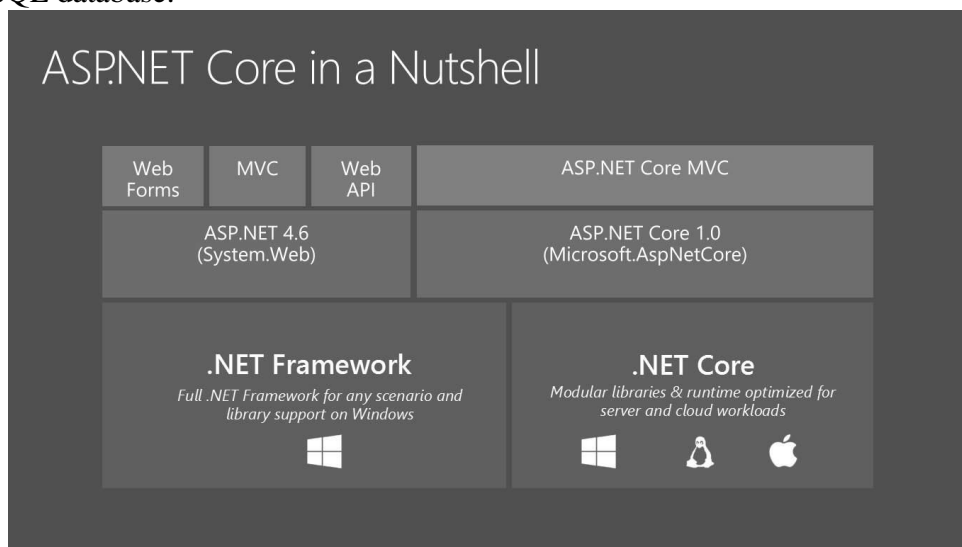 SQL database.
ASP.NET Core in a Nutshell
Web
Forms
MVC
Web
API
ASP.NET Core MVC
ASP.NET 4.6
(System.Web)
ASP.NET Core 1.0
(Microsoft.AspNetCore)
.NET Framework
Full .NET Framework for any scenario and
library support on Windows
.NET Core
Modular libraries & runtime optimized for
server and cloud workloads